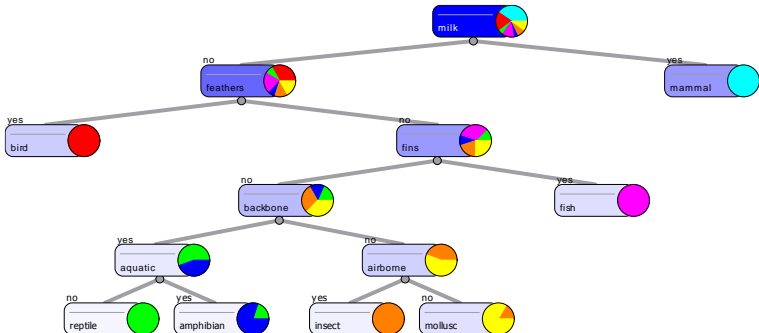 milk
no
yes
feathers
mammal
yes
no
bird
fins
no
yes
backbone
fish
yes
no
aquatic
airborne
no
yes
yes
no
reptile
amphibian
insect
mollusc